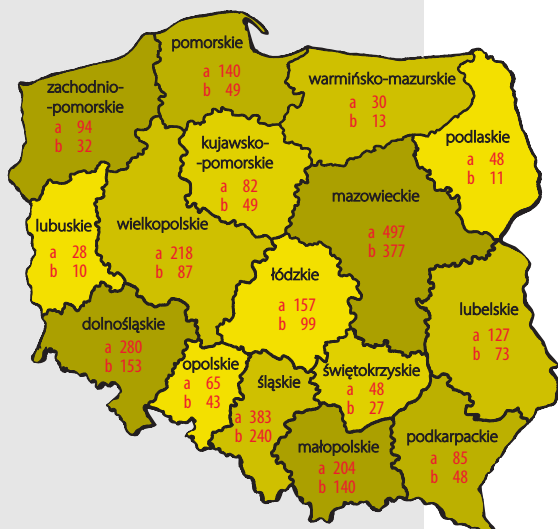 pomorskie
a 140
b 49
zachodnio-
-pomorskie
a 94
b 32
warmińsko-mazurskie
a 30
b 13
podlaskie
a 48
b 11
kujawsko-
-pomorskie
a 82
b 49
mazowieckie
a 497
b 377
lubuskie
a 28
b 10
wielkopolskie
a 218
b 87
łódzkie
a 157
b 99
lubelskie
a 127
b 73
dolnośląskie
a 280
b 153
opolskie
a 65
b 43
śląskie
a 383
b 240
świętokrzyskie
a 48
b 27
małopolskie
a 204
b 140
podkarpackie
a 85
b 48